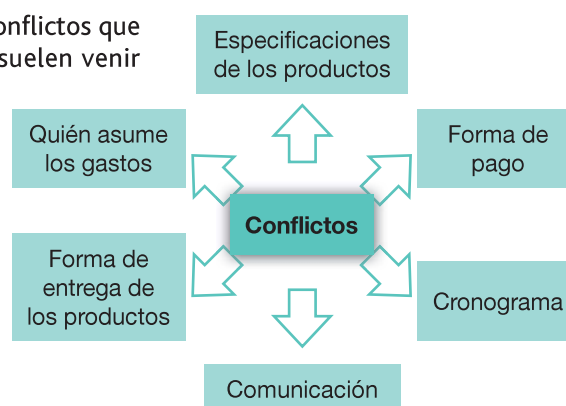 onflictos que
suelen venir
Especificaciones
de los productos
Quién asume
los gastos
Forma de
pago
Conflictos
Forma de
entrega de
los productos
Cronograma
Comunicación